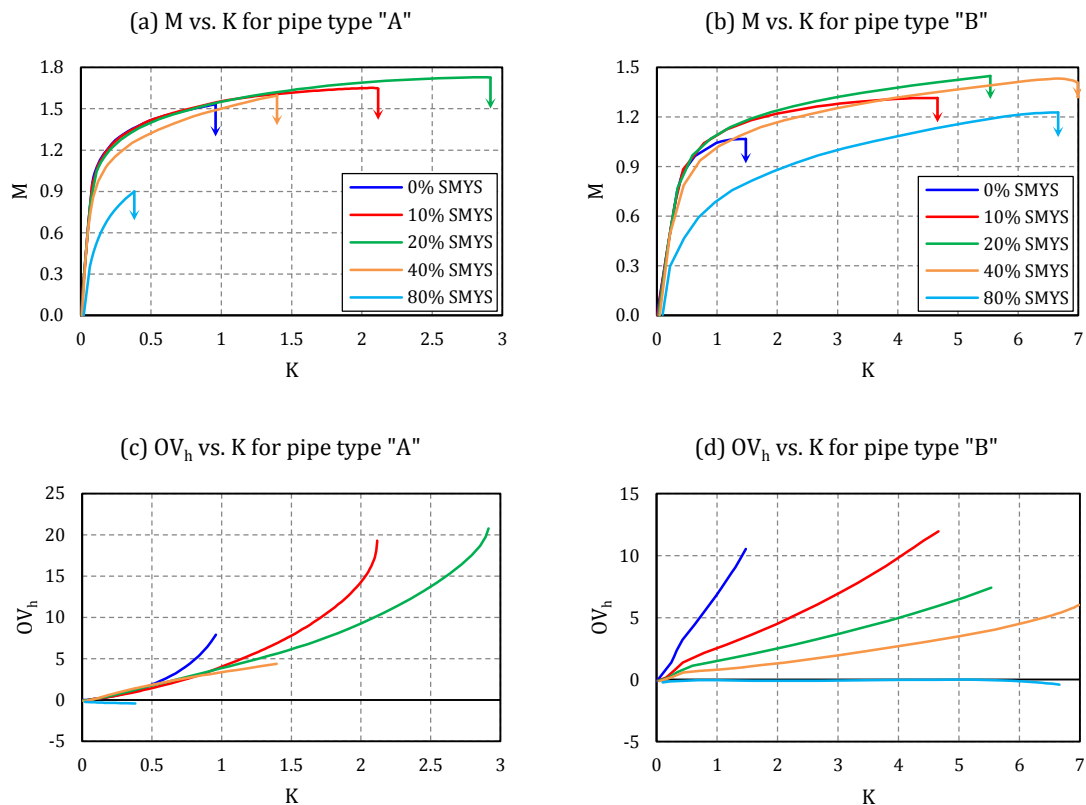 (a) M vs. K for pipe type "A"
1.8
1.5
1.2
0.9
0.6
0.3
0.0
M
0% SMYS
10% SMYS
20% SMYS
40% SMYS
80% SMYS
0
0.5
1
1.5
2
2.5
3
K
(b) M vs. K for pipe type "B"
1.5
1.2
0.9
0.6
0.3
0.0
M
0% SMYS
10% SMYS
20% SMYS
40% SMYS
80% SMYS
0
1
2
3
4
5
6
7
K
(c) OVh vs. K for pipe type "A"
25
20
15
10
5
0
-5
OVh
0
0.5
1
1.5
2
2.5
3
K
(d) OVh vs. K for pipe type "B"
15
10
5
0
-5
OVh
0
1
2
3
4
5
6
7
K